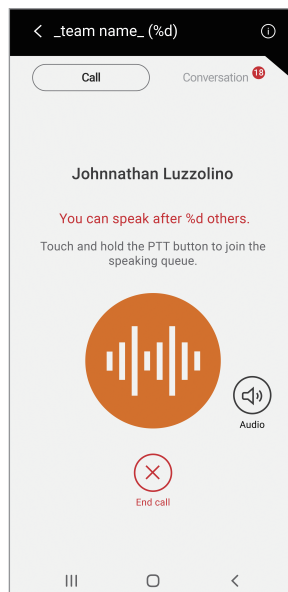 _team name_ (%d)
Call
Conversation 18
Johnnathan Luzzolino
You can speak after %d others.
Touch and hold the PTT button to join the
speaking queue.
Audio
End call